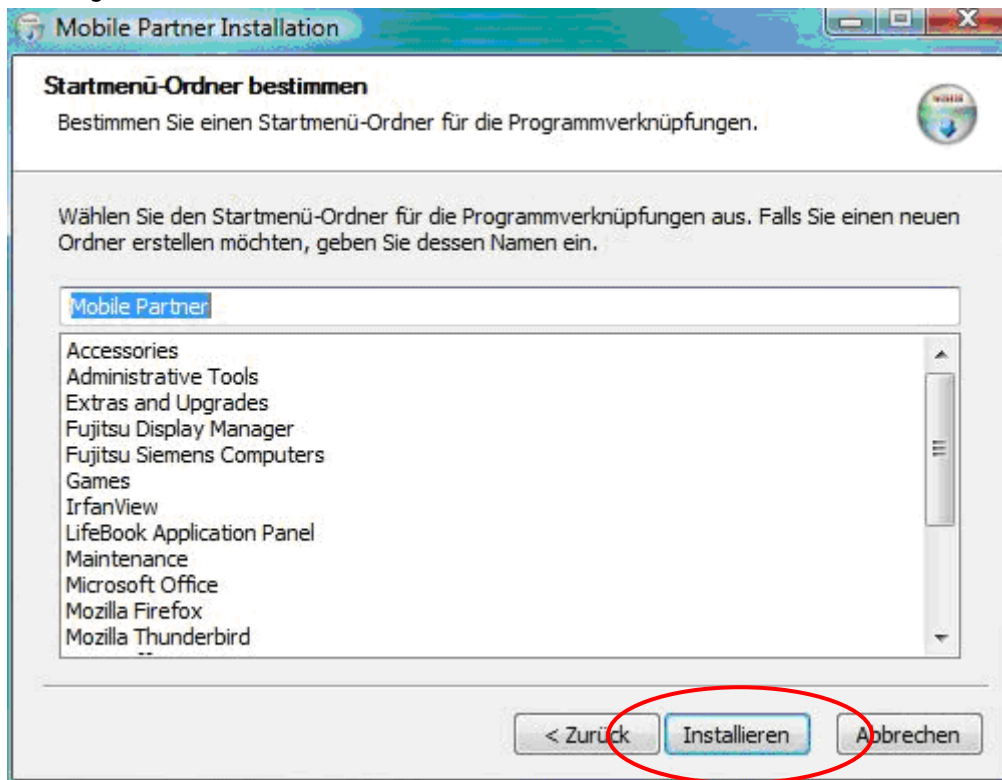 Mobile Partner Installation
Startmenü-Ordner bestimmen
Bestimmen Sie einen Startmenü-Ordner für die Programmverknüpfungen.
Wählen Sie den Startmenü-Ordner für die Programmverknüpfungen aus. Falls Sie einen neuen
Ordner erstellen möchten, geben Sie dessen Namen ein.
Mobile Partner
Accessories
Administrative Tools
Extras and Upgrades
Fujitsu Display Manager
Fujitsu Siemens Computers
Games
IrfanView
LifeBook Application Panel
Maintenance
Microsoft Office
Mozilla Firefox
Mozilla Thunderbird
< Zurück Installieren Abbrechen